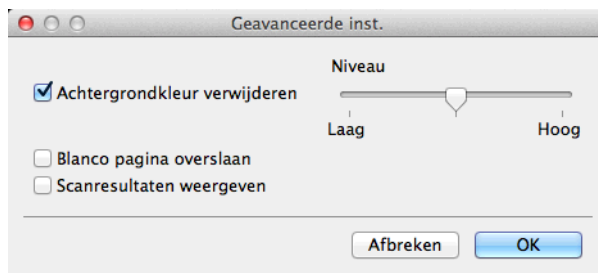 Geavanceerde inst.
Niveau
Achtergrondkleur verwijderen
Laag Hoog
Blanco pagina overslaan
Scanresultaten weergeven
Afbreken OK